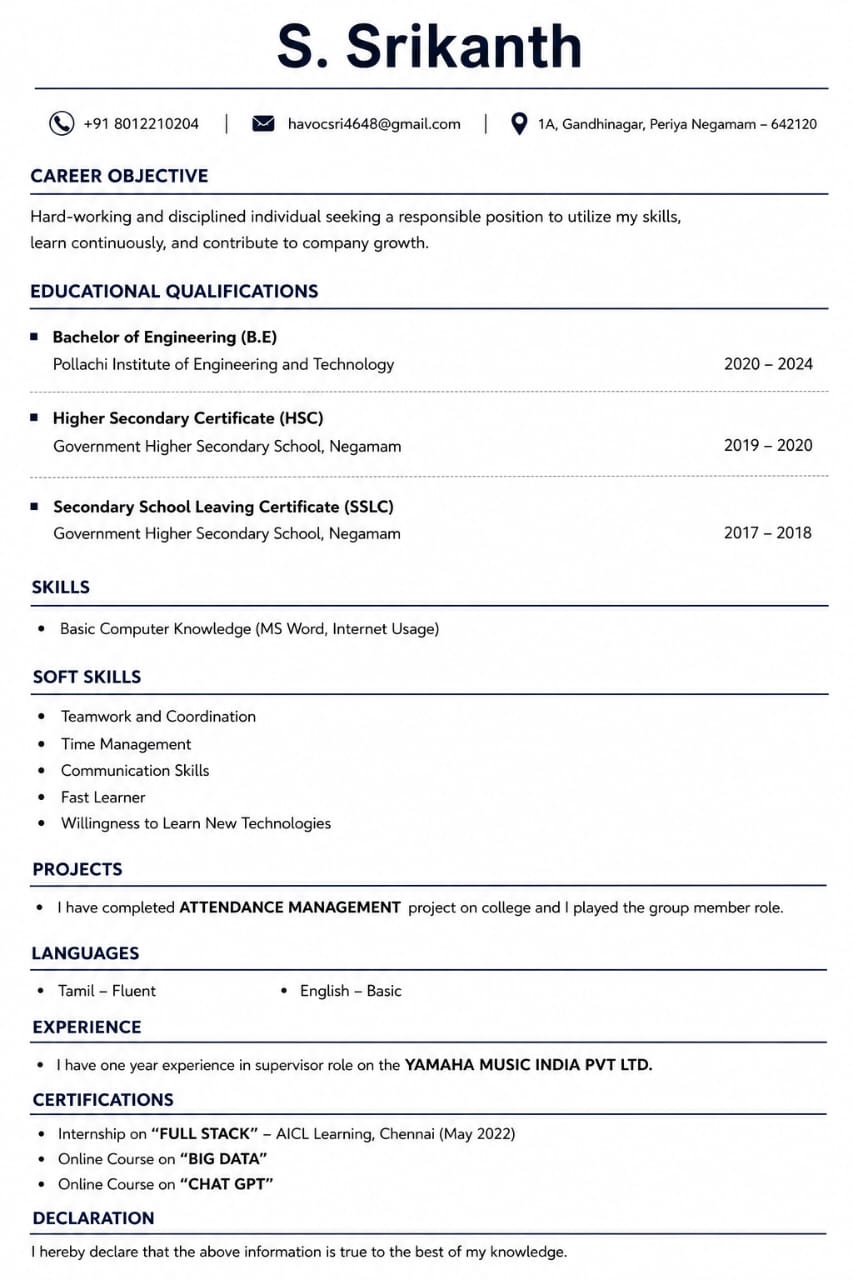 S. Srikanth
+91 8012210204 | havocsri4648@gmail.com | 1A, Gandhinagar, Periya Negamam – 642120
CAREER OBJECTIVE
Hard-working and disciplined individual seeking a responsible position to utilize my skills,
learn continuously, and contribute to company growth.
EDUCATIONAL QUALIFICATIONS
Bachelor of Engineering (B.E)
Pollachi Institute of Engineering and Technology 2020 – 2024
Higher Secondary Certificate (HSC)
Government Higher Secondary School, Negamam 2019 – 2020
Secondary School Leaving Certificate (SSLC)
Government Higher Secondary School, Negamam 2017 – 2018
SKILLS
• Basic Computer Knowledge (MS Word, Internet Usage)
SOFT SKILLS
• Teamwork and Coordination
• Time Management
• Communication Skills
• Fast Learner
• Willingness to Learn New Technologies
PROJECTS
• I have completed ATTENDANCE MANAGEMENT project on college and I played the group member role.
LANGUAGES
• Tamil – Fluent • English – Basic
EXPERIENCE
• I have one year experience in supervisor role on the YAMAHA MUSIC INDIA PVT LTD.
CERTIFICATIONS
• Internship on “FULL STACK” – AICL Learning, Chennai (May 2022)
• Online Course on “BIG DATA”
• Online Course on “CHAT GPT”
DECLARATION
I hereby declare that the above information is true to the best of my knowledge.